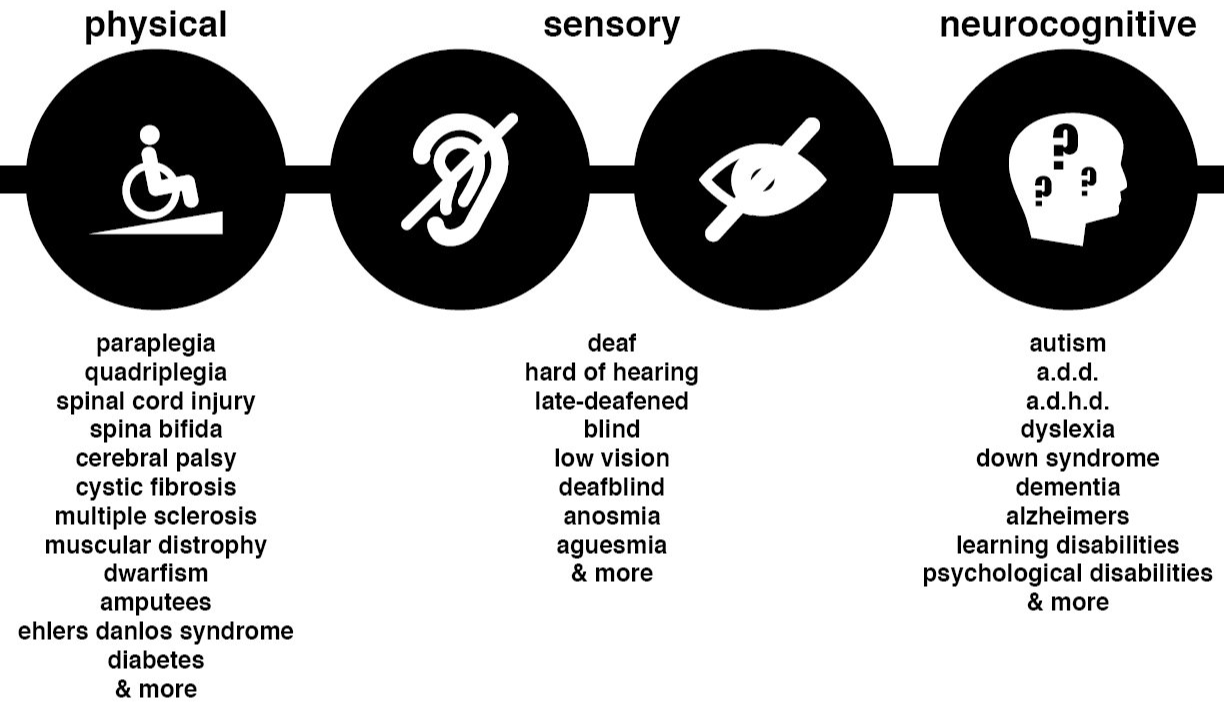 physical
paraplegia
quadriplegia
spinal cord injury
spina bifida
cerebral palsy
cystic fibrosis
multiple sclerosis
muscular distrophy
dwarfism
amputees
ehlers danlos syndrome
diabetes
& more
sensory
deaf
hard of hearing
late-deafened
blind
low vision
deafblind
anosmia
aguesmia
& more
neurocognitive
? ? ?
autism
a.d.d.
a.d.h.d.
dyslexia
down syndrome
dementia
alzheimers
learning disabilities
psychological disabilities
& more